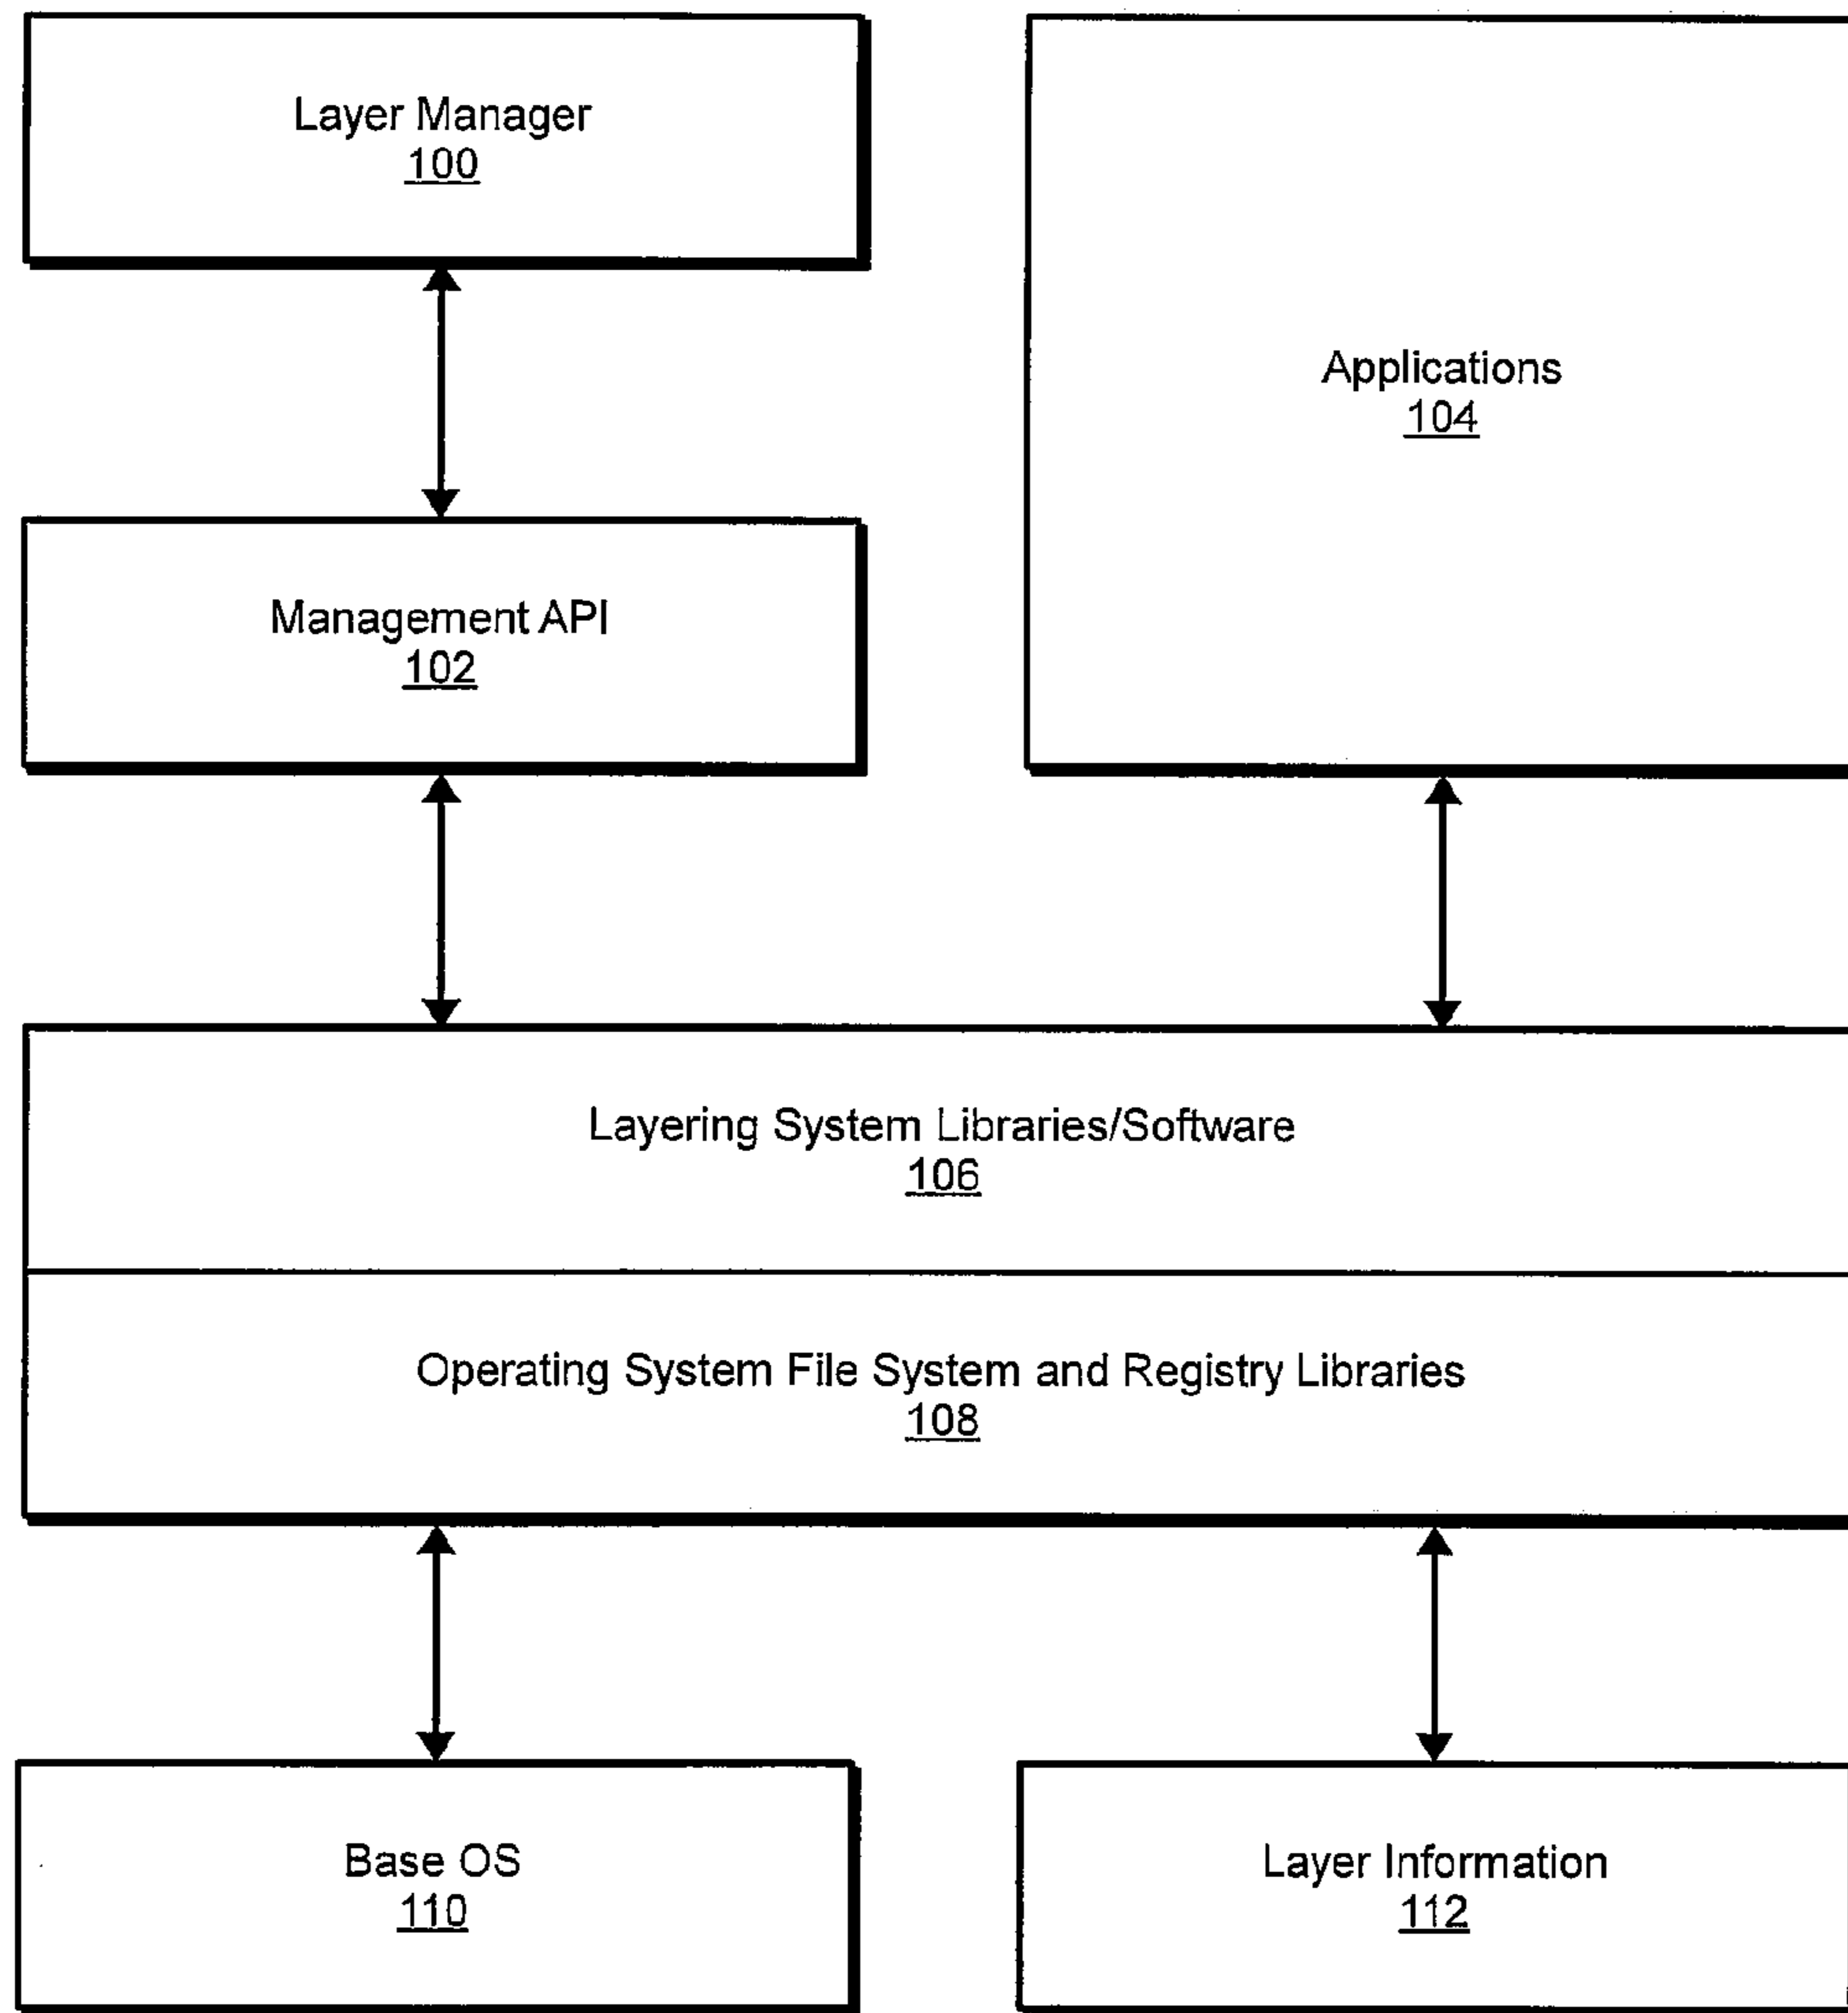 Layer Manager
100
Applications
104
Management API
102
Layering System Libraries/Software
106
Operating System File System and Registry Libraries
108
Base OS
110
Layer Information
112